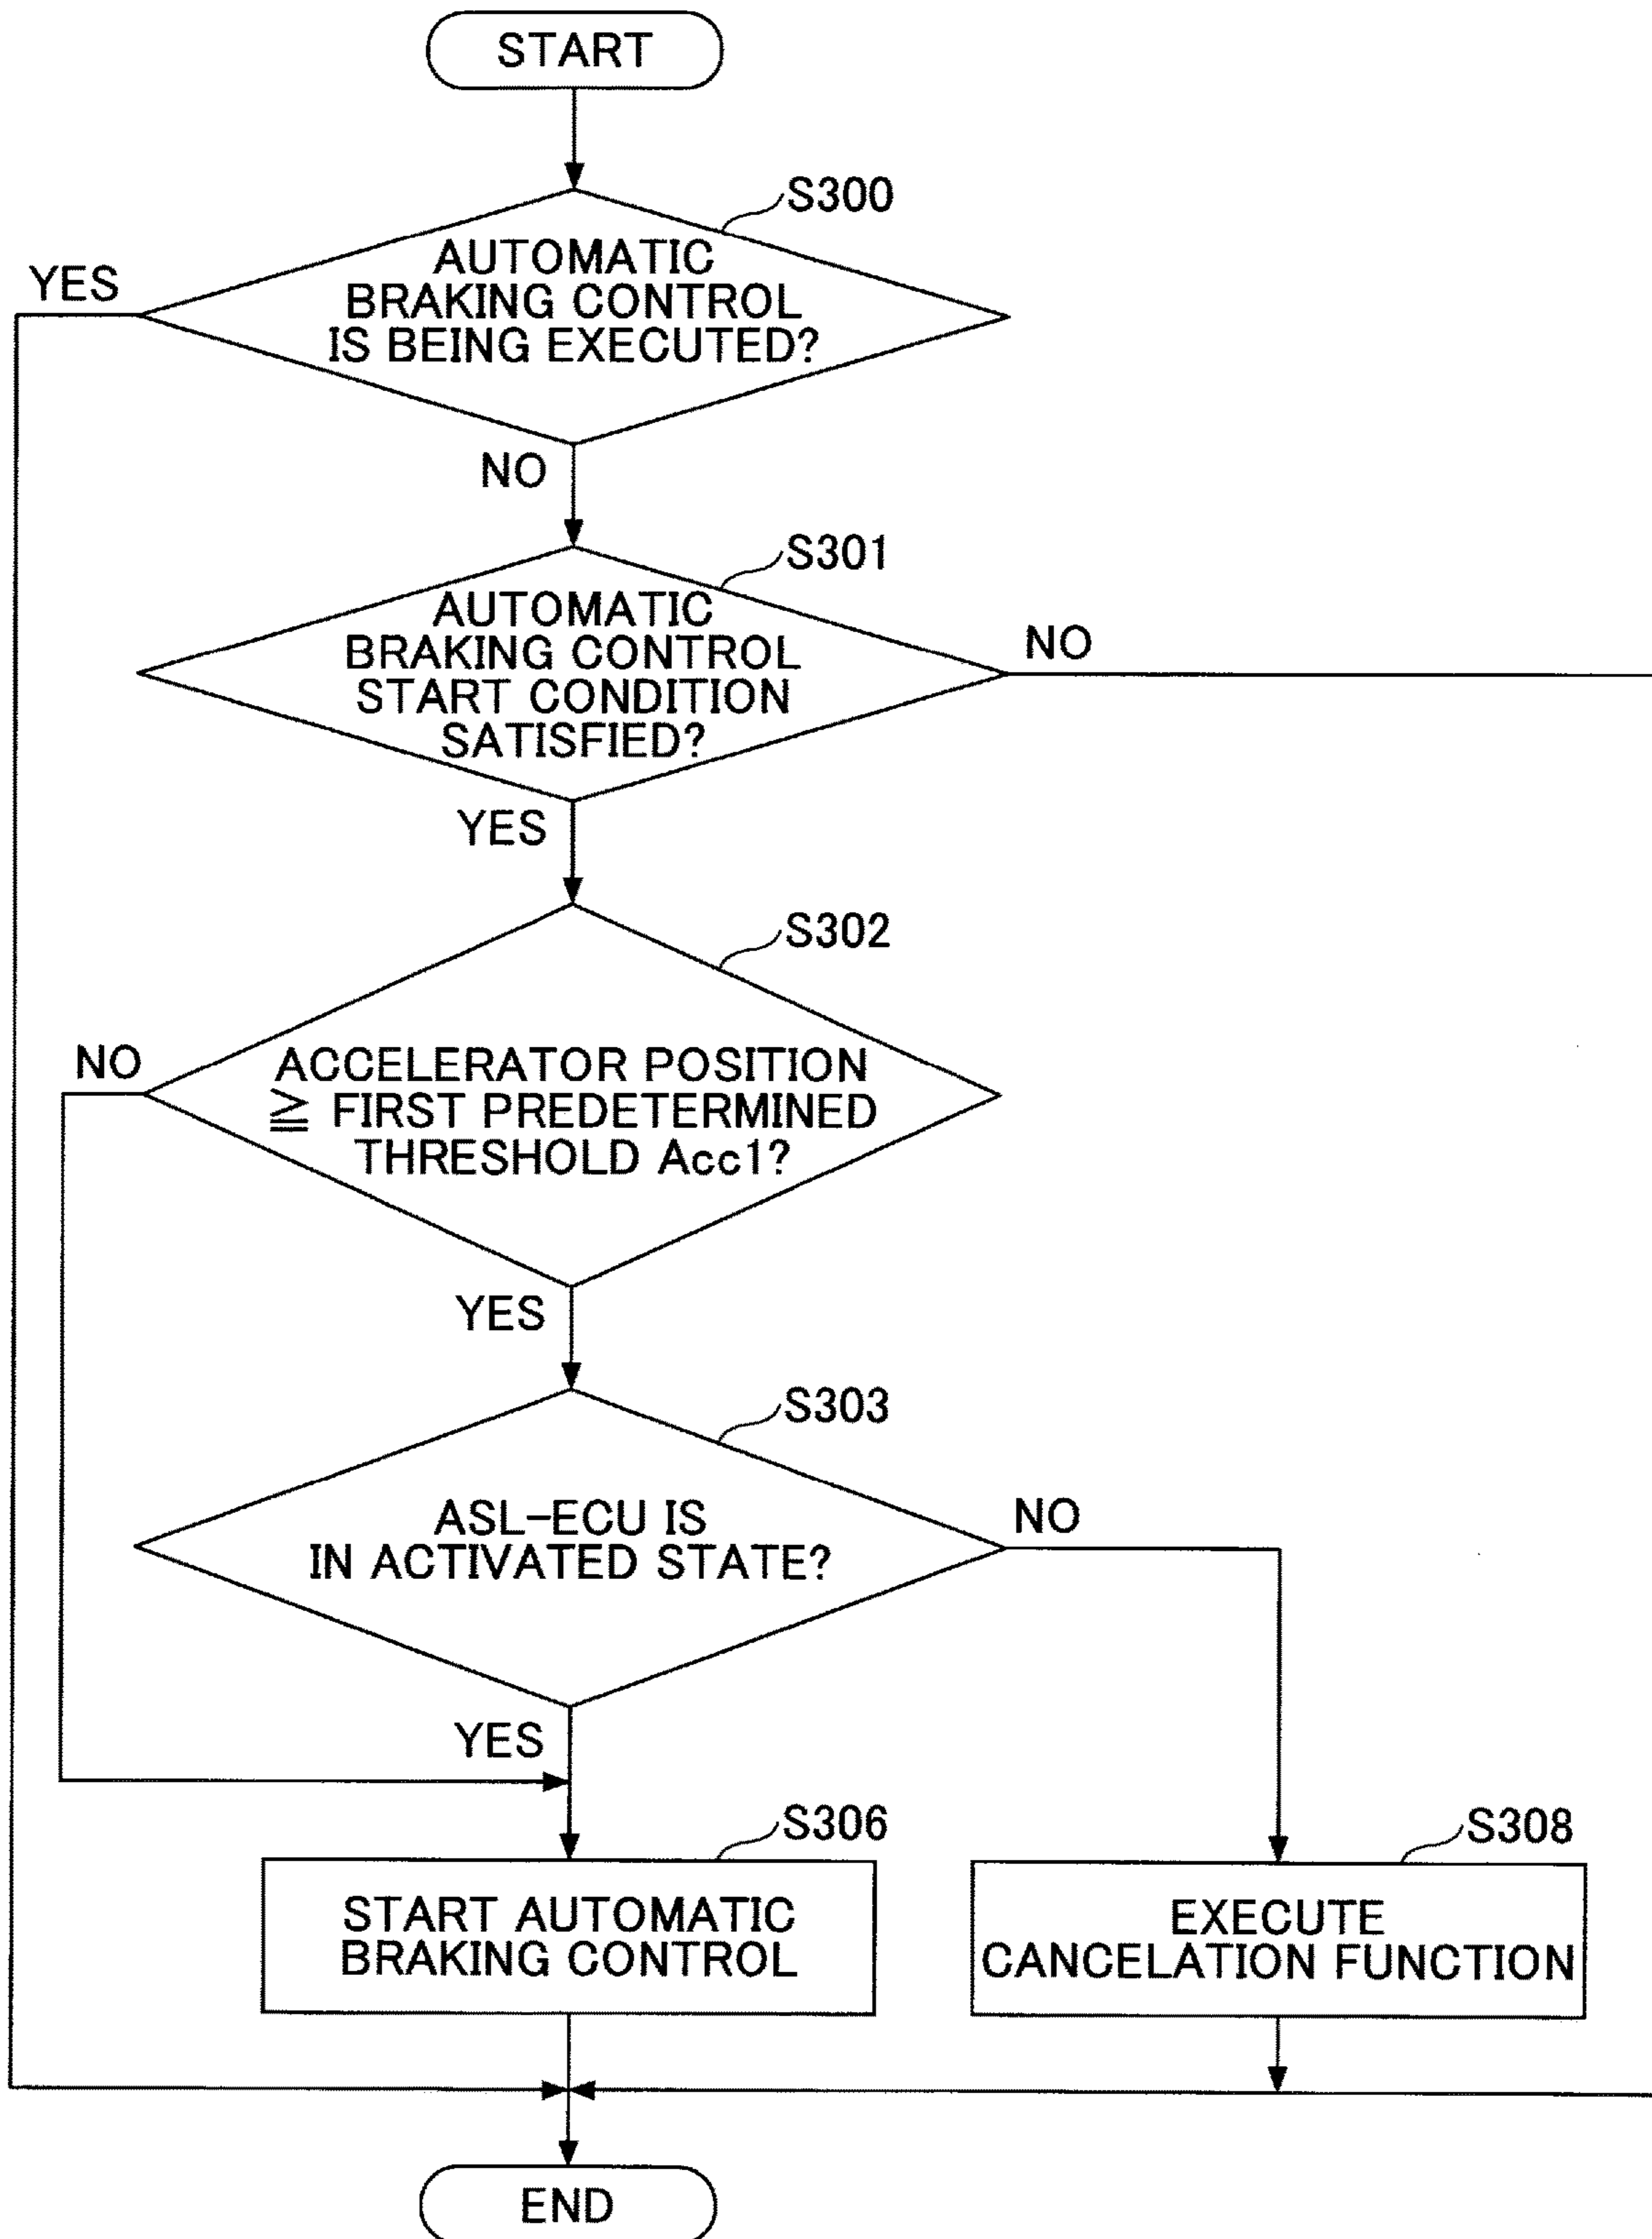 START
S300
AUTOMATIC
BRAKING CONTROL
IS BEING EXECUTED?
YES
NO
S301
AUTOMATIC
BRAKING CONTROL
START CONDITION
SATISFIED?
NO
YES
S302
ACCELERATOR POSITION
≧ FIRST PREDETERMINED
THRESHOLD Acc1?
NO
YES
S303
ASL-ECU IS
IN ACTIVATED STATE?
NO
YES
S306
START AUTOMATIC
BRAKING CONTROL
S308
EXECUTE
CANCELATION FUNCTION
END